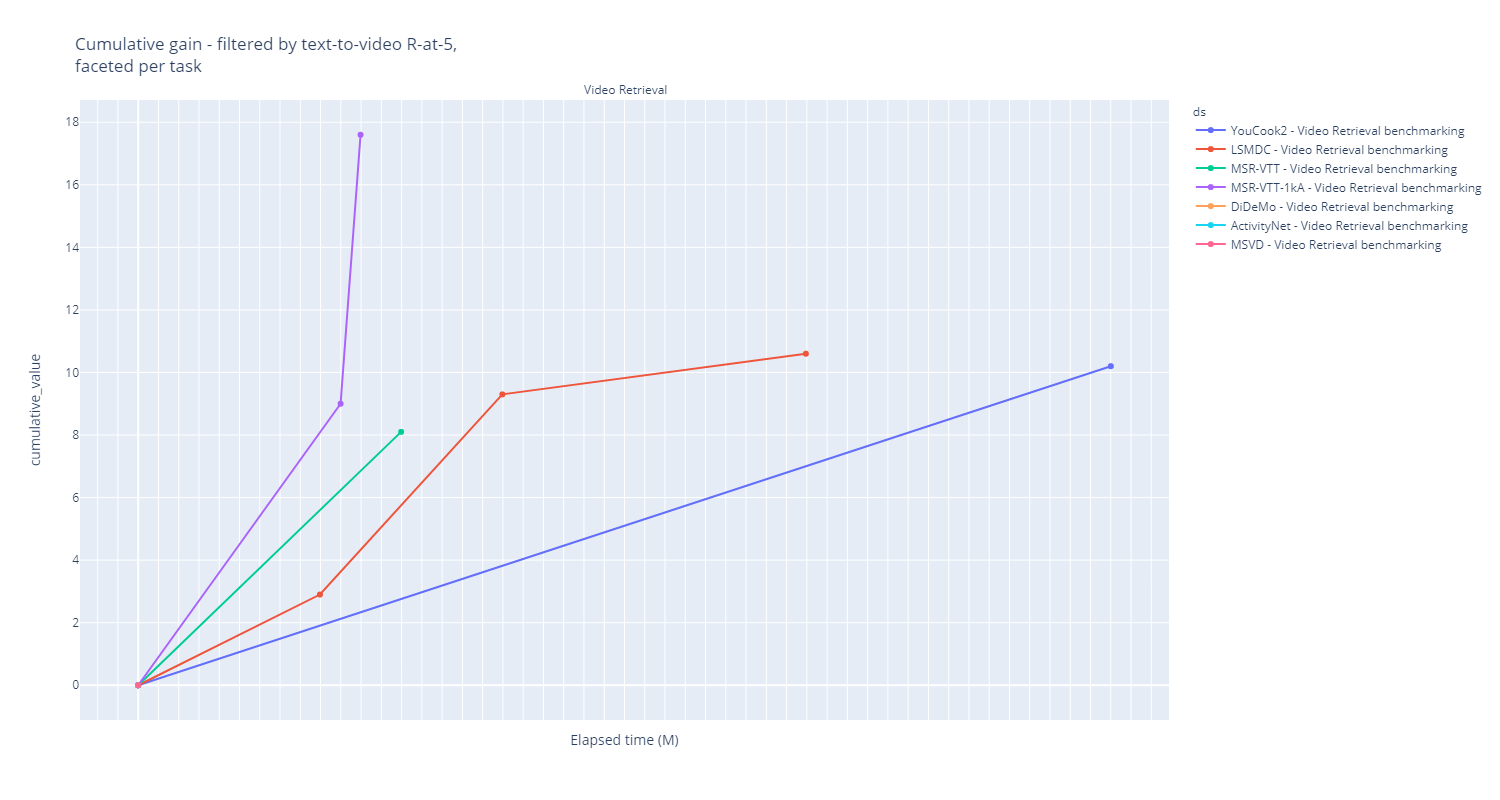 Cumulative gain - filtered by text-to-video R-at-5,
faceted per task
Video Retrieval
18
16
14
12
10
8
6
4
2
0
cumulative_value
Elapsed time (M)
ds
YouCook2 - Video Retrieval benchmarking
LSMDC - Video Retrieval benchmarking
MSR-VTT - Video Retrieval benchmarking
MSR-VTT-1kA - Video Retrieval benchmarking
DiDeMo - Video Retrieval benchmarking
ActivityNet - Video Retrieval benchmarking
MSVD - Video Retrieval benchmarking